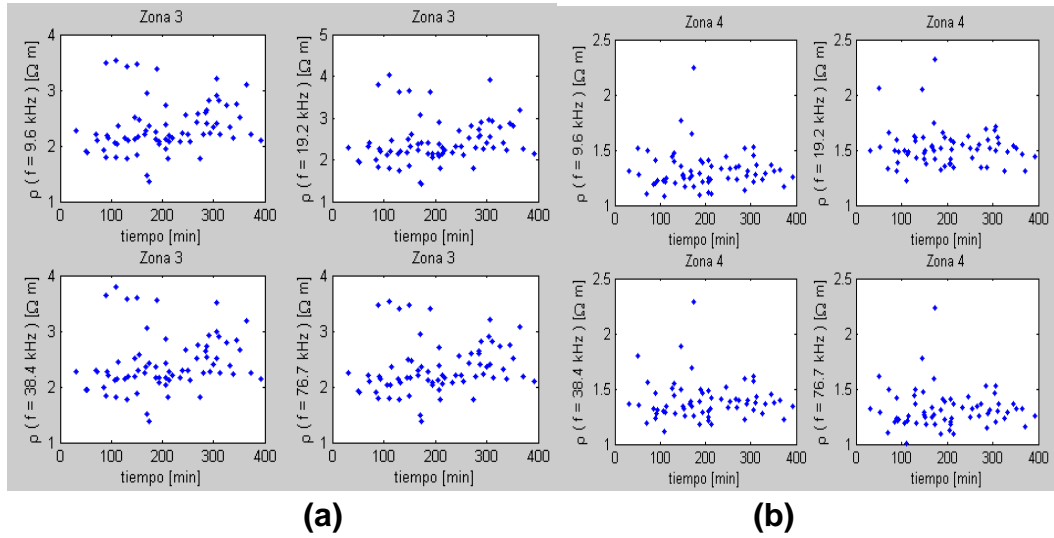 Zona 3
ρ ( f = 9.6 kHz ) [Ω m]
4
3
2
1
0 100 200 300 400
tiempo [min]
Zona 3
ρ ( f = 19.2 kHz ) [Ω m]
5
4
3
2
1
0 100 200 300 400
tiempo [min]
Zona 3
ρ ( f = 38.4 kHz ) [Ω m]
4
3
2
1
0 100 200 300 400
tiempo [min]
Zona 3
ρ ( f = 76.7 kHz ) [Ω m]
4
3
2
1
0 100 200 300 400
tiempo [min]
(a)
Zona 4
ρ ( f = 9.6 kHz ) [Ω m]
2.5
2
1.5
1
0 100 200 300 400
tiempo [min]
Zona 4
ρ ( f = 19.2 kHz ) [Ω m]
2.5
2
1.5
1
0 100 200 300 400
tiempo [min]
Zona 4
ρ ( f = 38.4 kHz ) [Ω m]
2.5
2
1.5
1
0 100 200 300 400
tiempo [min]
Zona 4
ρ ( f = 76.7 kHz ) [Ω m]
2.5
2
1.5
1
0 100 200 300 400
tiempo [min]
(b)